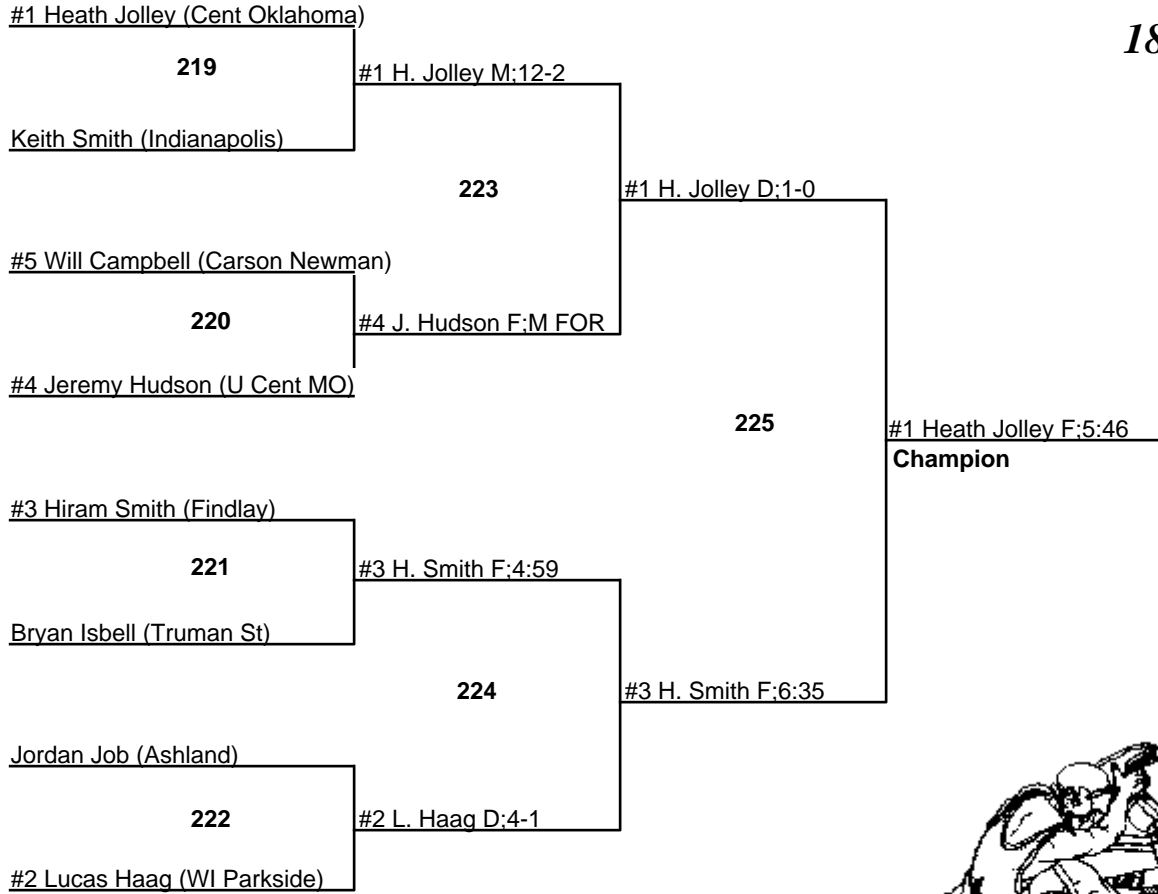 #1 Heath Jolley (Cent Oklahoma)
18
219
#1 H. Jolley M;12-2
Keith Smith (Indianapolis)
223
#1 H. Jolley D;1-0
#5 Will Campbell (Carson Newman)
220
#4 J. Hudson F;M FOR
#4 Jeremy Hudson (U Cent MO)
225
#1 Heath Jolley F;5:46
Champion
#3 Hiram Smith (Findlay)
221
#3 H. Smith F;4:59
Bryan Isbell (Truman St)
224
#3 H. Smith F;6:35
Jordan Job (Ashland)
222
#2 L. Haag D;4-1
#2 Lucas Haag (WI Parkside)